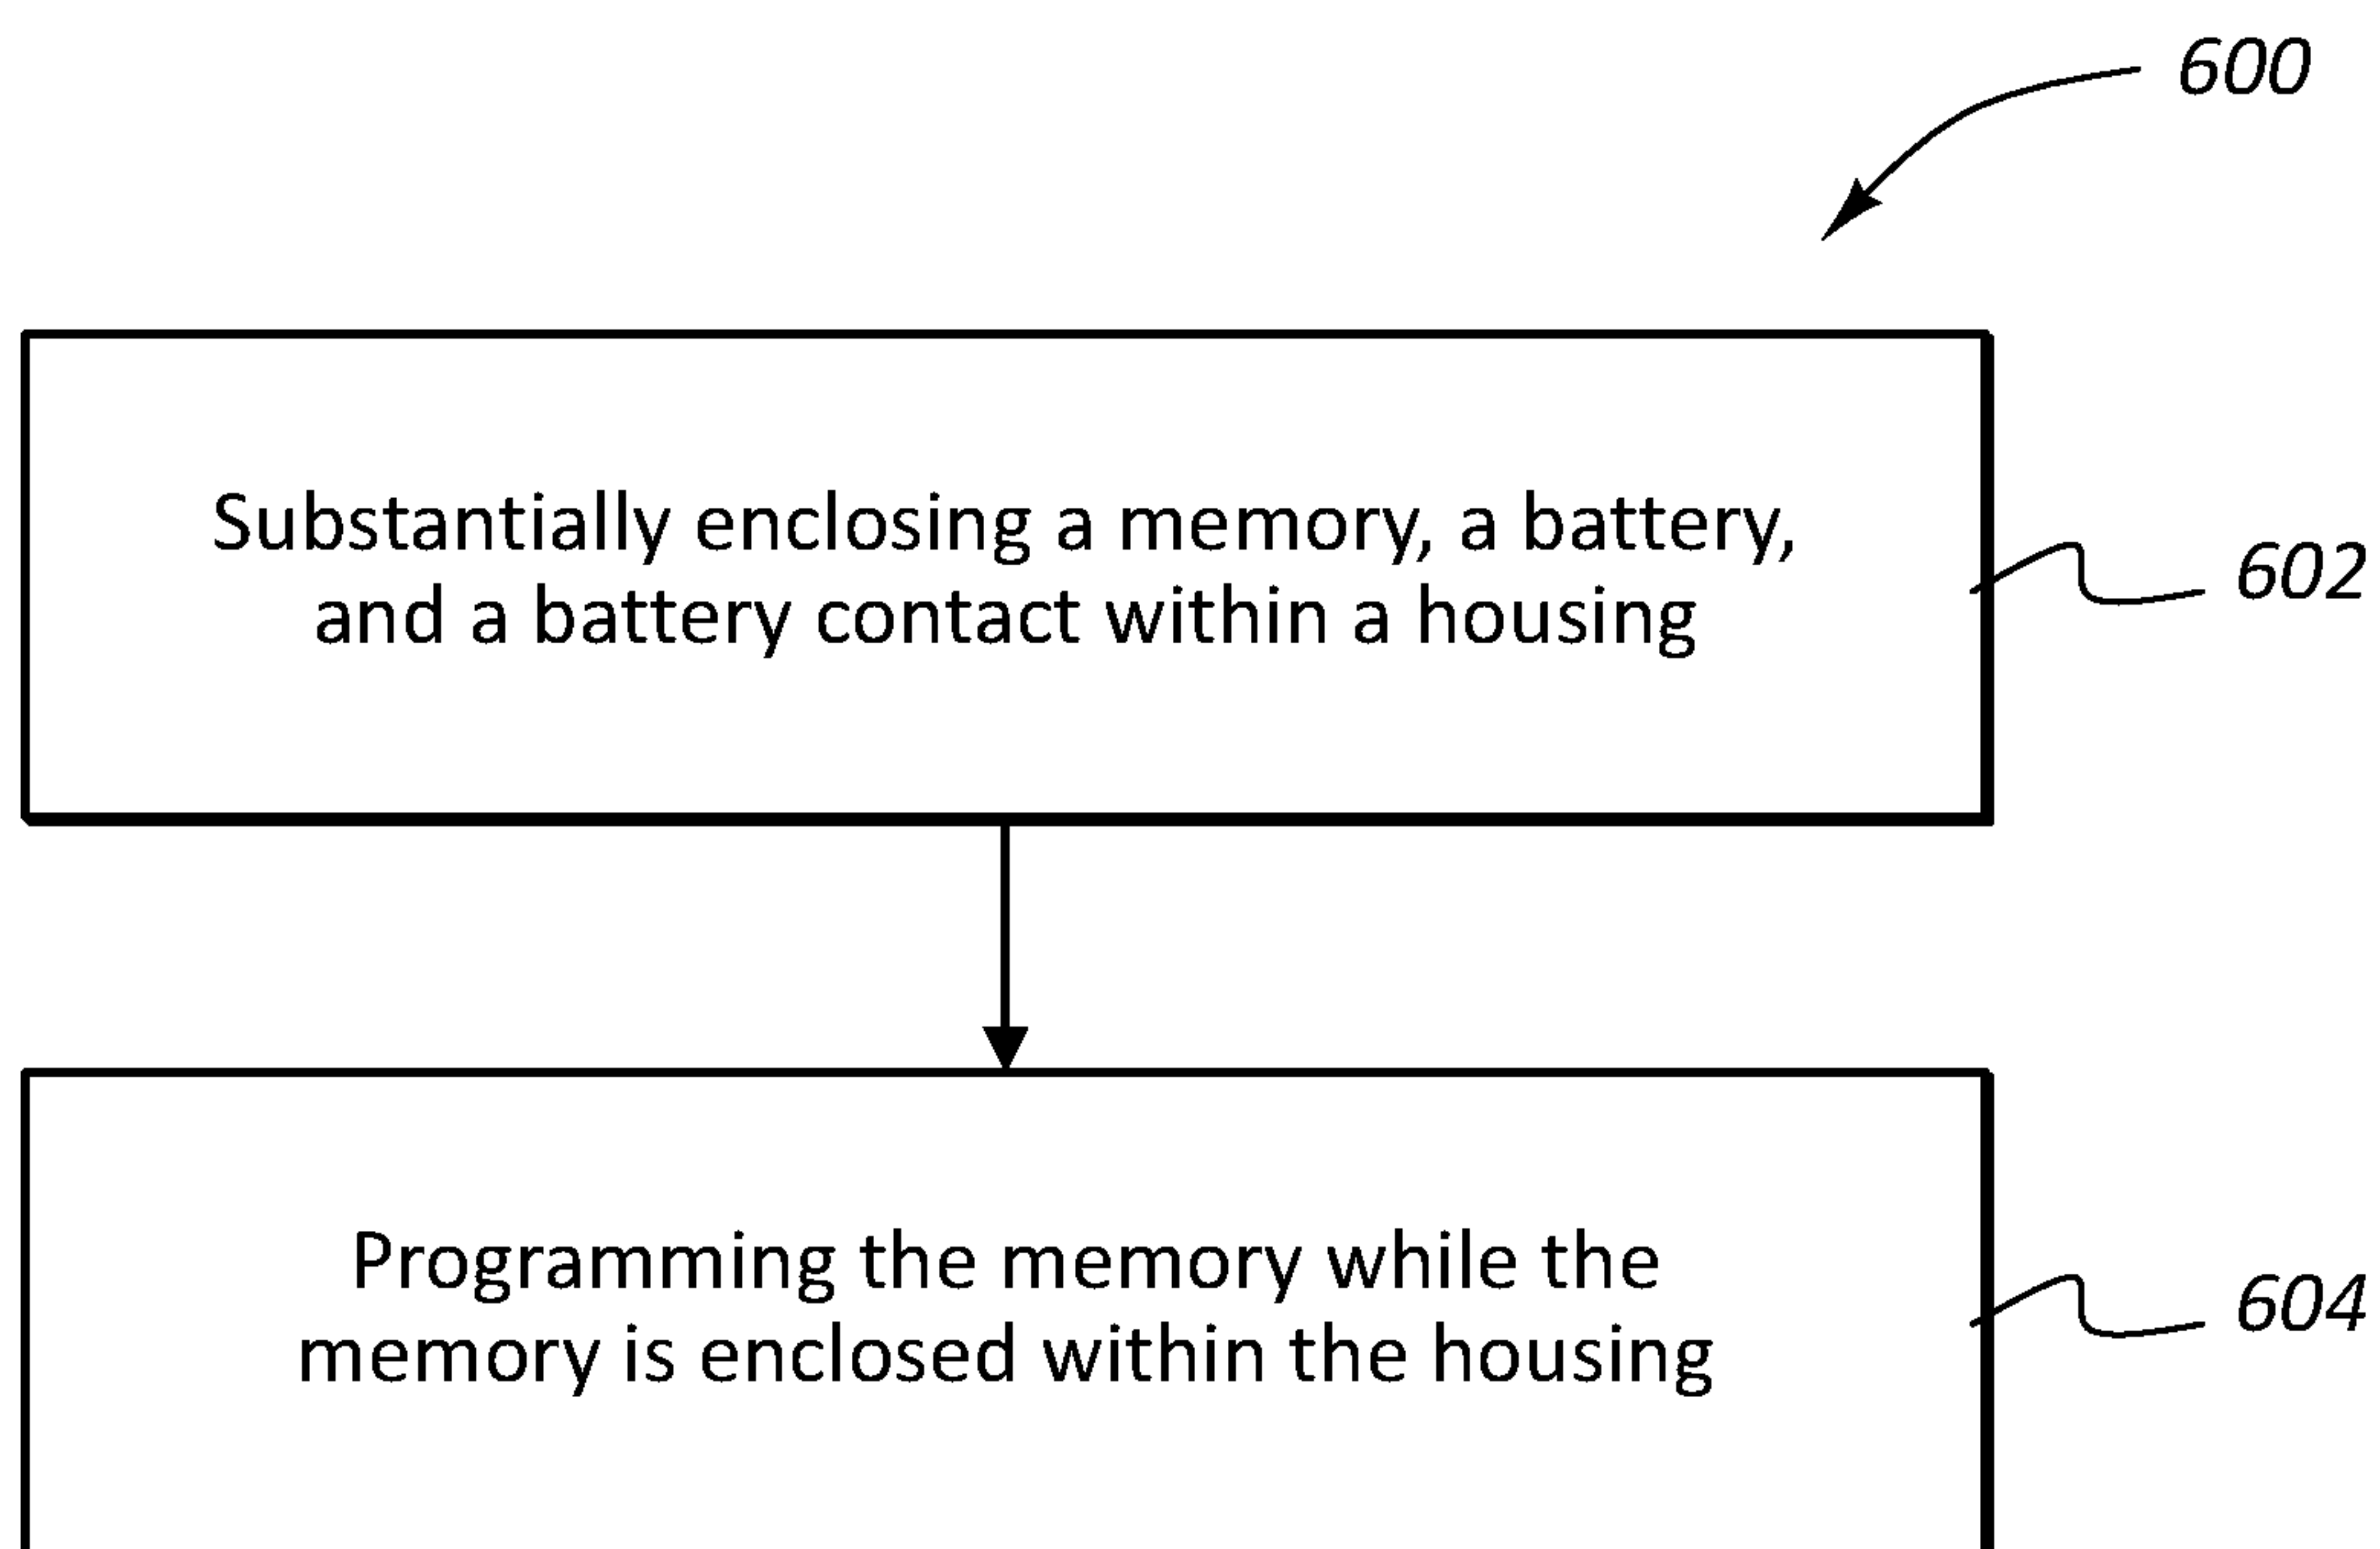 600
Substantially enclosing a memory, a battery,
and a battery contact within a housing
602
Programming the memory while the
memory is enclosed within the housing
604